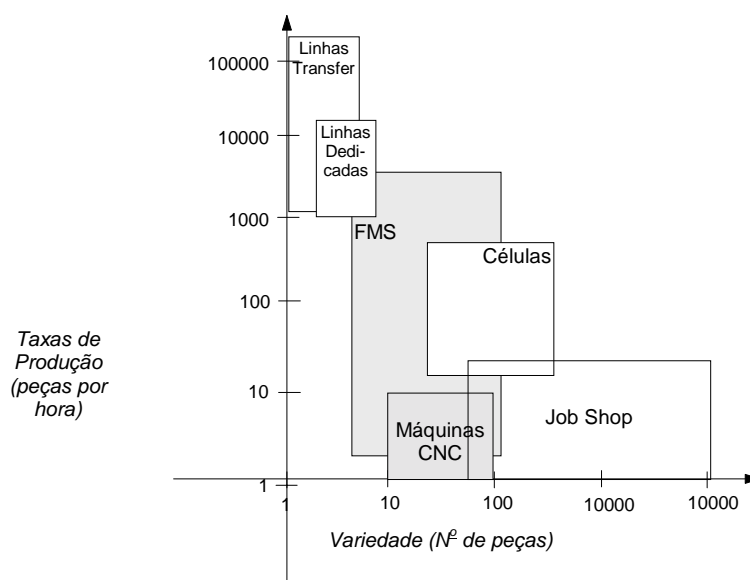 Linhas
Transfer
100000
10000
Linhas
Dedi-
cadas
1000
FMS
Células
100
Taxas de
Produção
(peças por
hora)
10
Job Shop
Máquinas
CNC
1
1
10
100
10000
10000
Variedade (Nº de peças)